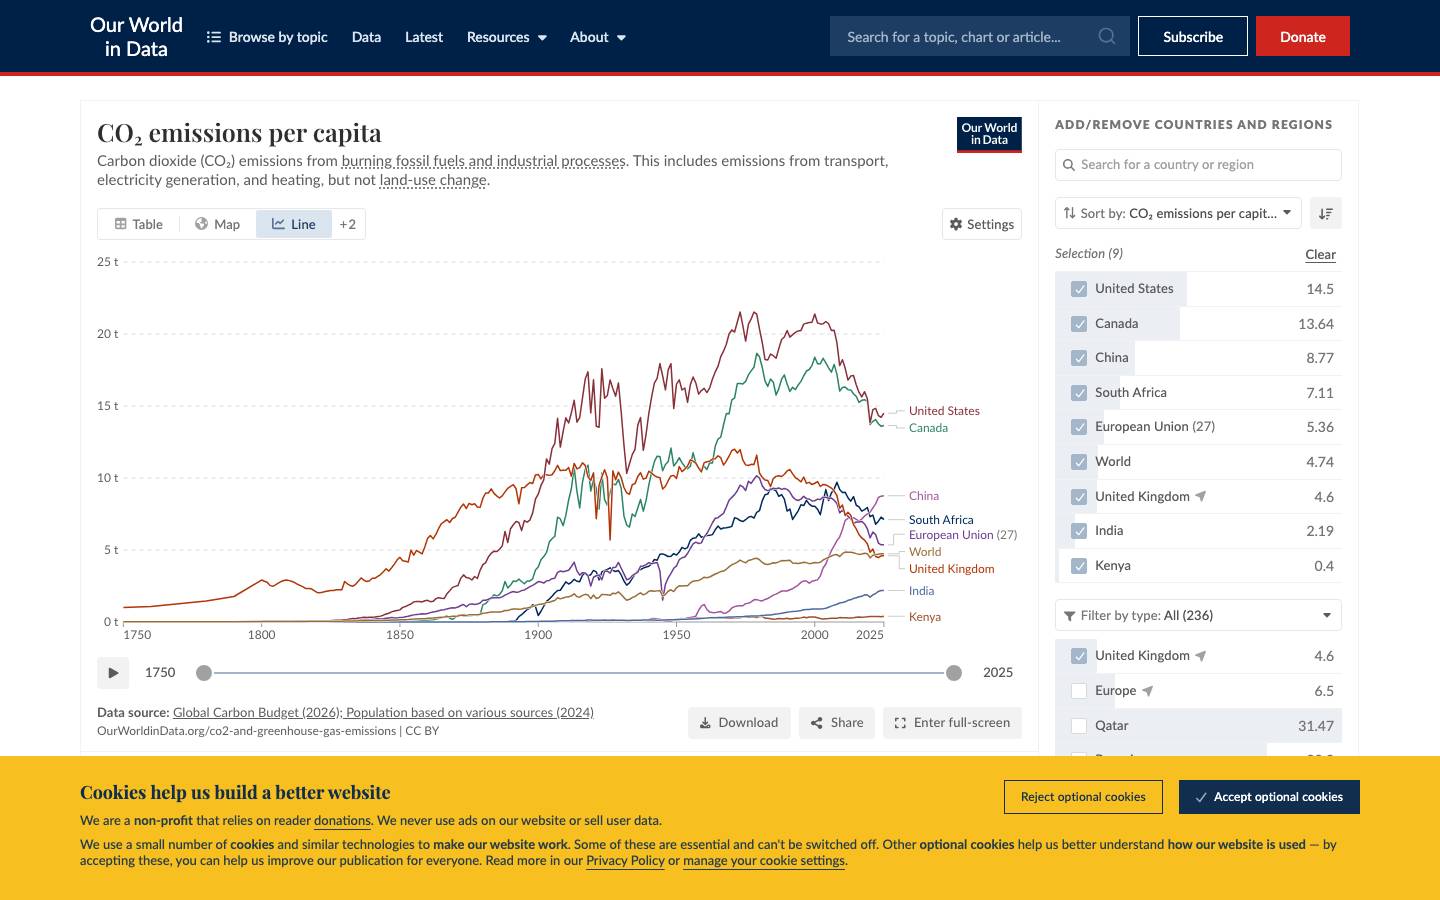 Our World
in Data
Browse by topic
Data
Latest
Resources
About
Search for a topic, chart or article...
Subscribe
Donate
CO₂ emissions per capita
Our World
in Data
Carbon dioxide (CO₂) emissions from burning fossil fuels and industrial processes. This includes emissions from transport,
electricity generation, and heating, but not land-use change.
Table
Map
Line
+2
Settings
25 t
20 t
15 t
10 t
5 t
0 t
1750
1800
1850
1900
1950
2000
2025
United States
Canada
China
South Africa
European Union (27)
World
United Kingdom
India
Kenya
1750
2025
Data source: Global Carbon Budget (2026); Population based on various sources (2024)
OurWorldinData.org/co2-and-greenhouse-gas-emissions | CC BY
Download
Share
Enter full-screen
ADD/REMOVE COUNTRIES AND REGIONS
Search for a country or region
Sort by: CO₂ emissions per capit...
Selection (9)
Clear
United States 14.5
Canada 13.64
China 8.77
South Africa 7.11
European Union (27) 5.36
World 4.74
United Kingdom 4.6
India 2.19
Kenya 0.4
Filter by type: All (236)
United Kingdom 4.6
Europe 6.5
Qatar 31.47
Cookies help us build a better website
We are a non-profit that relies on reader donations. We never use ads on our website or sell user data.
We use a small number of cookies and similar technologies to make our website work. Some of these are essential and can't be switched off. Other optional cookies help us better understand how our website is used — by
accepting these, you can help us improve our publication for everyone. Read more in our Privacy Policy or manage your cookie settings.
Reject optional cookies
Accept optional cookies